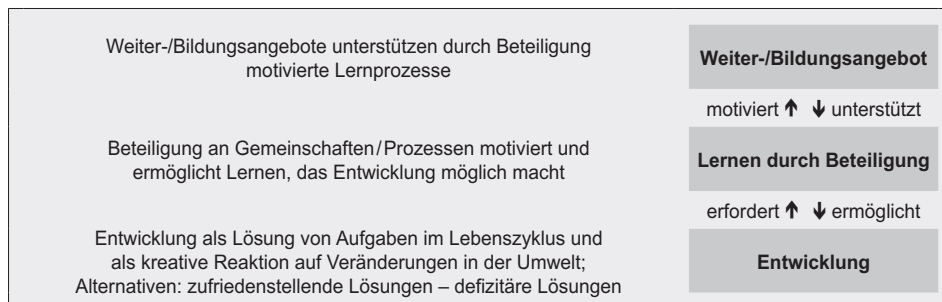 Weiter-/Bildungsangebote unterstützen durch Beteiligung
motivierte Lernprozesse
Weiter-/Bildungsangebot
motiviert ↑ ↓ unterstützt
Beteiligung an Gemeinschaften/Prozessen motiviert und
ermöglicht Lernen, das Entwicklung möglich macht
Lernen durch Beteiligung
erfordert ↑ ↓ ermöglicht
Entwicklung als Lösung von Aufgaben im Lebenszyklus und
als kreative Reaktion auf Veränderungen in der Umwelt;
Alternativen: zufriedenstellende Lösungen – defizitäre Lösungen
Entwicklung